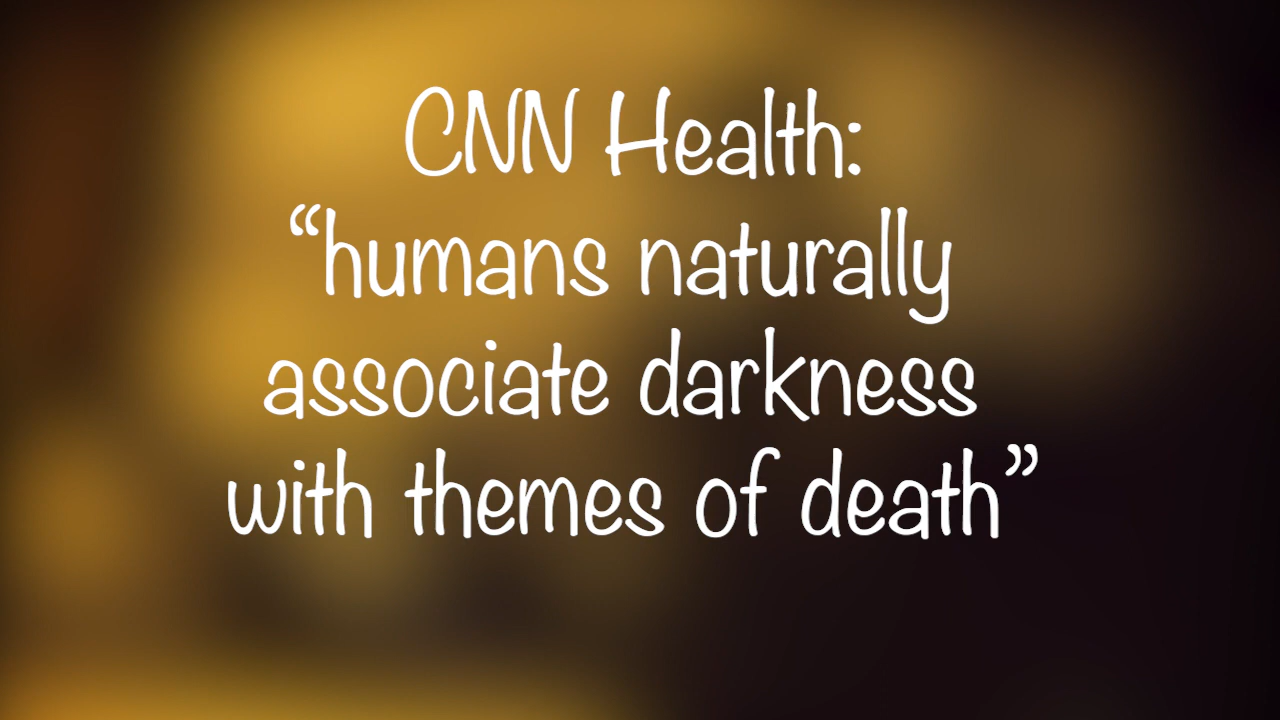 CNN Health:
“humans naturally
associate darkness
with themes of death”